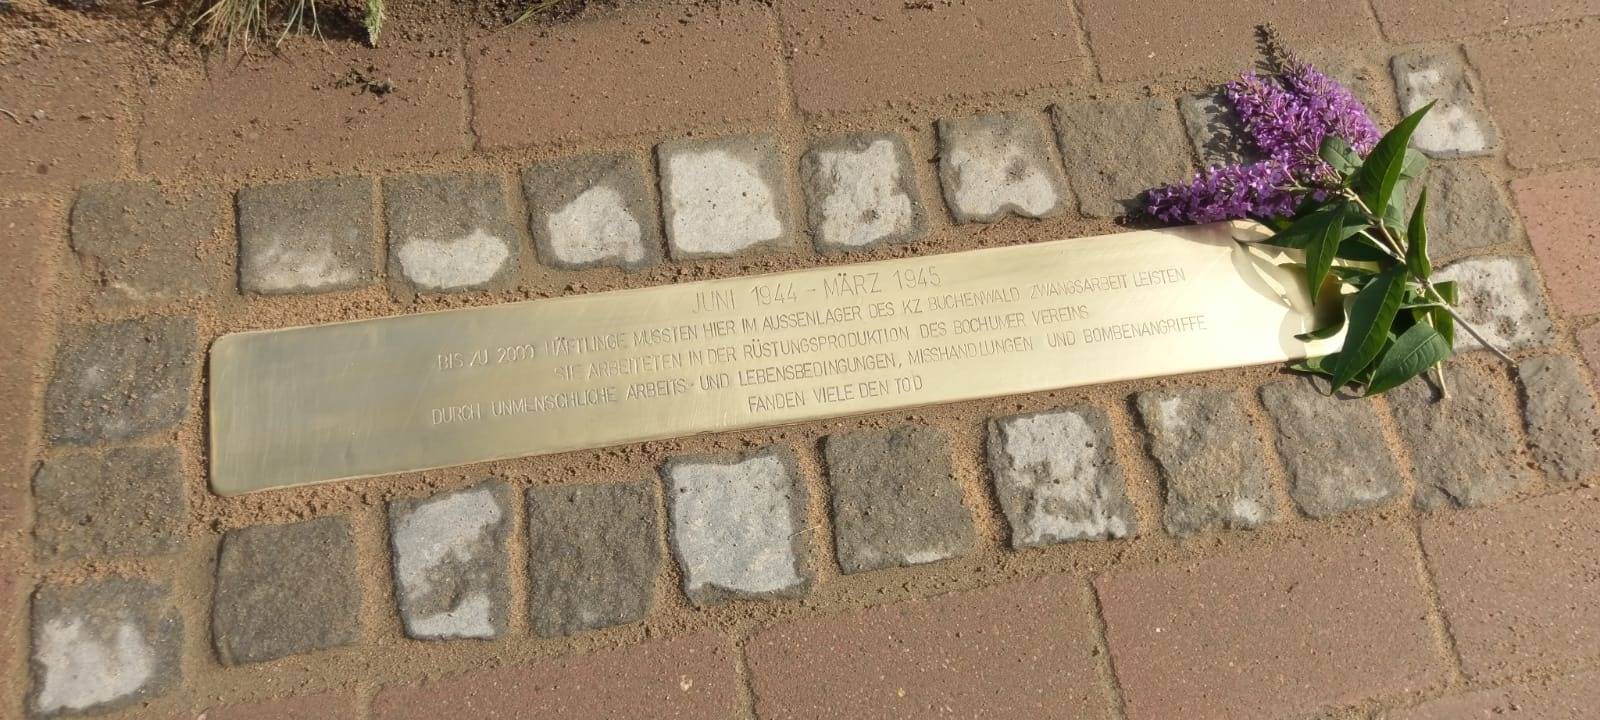 JUNI 1944 - MÄRZ 1945
BIS ZU 2000 HÄFTLINGE MUSSTEN HIER IM AUSSENLAGER DES KZ BUCHENWALD ZWANGSARBEIT LEISTEN
SIE ARBEITETEN IN DER RÜSTUNGSPRODUKTION DES BOCHUMER VEREINS
DURCH UNMENSCHLICHE ARBEITS- UND LEBENSBEDINGUNGEN, MISSHANDLUNGEN UND BOMBENANGRIFFE
FANDEN VIELE DEN TOD